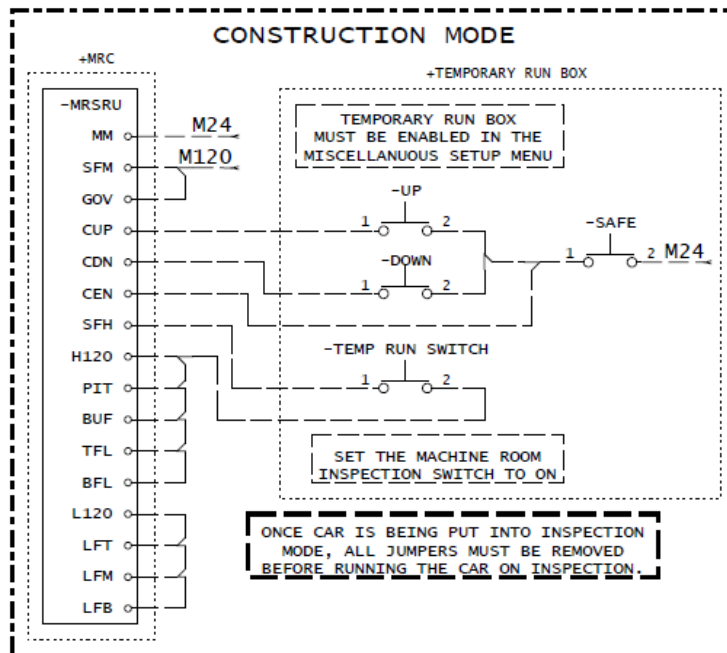 CONSTRUCTION MODE
+MRC
+TEMPORARY RUN BOX
-MRSRU
MM
M24
SFM
M120
GOV
CUP
CDN
CEN
SFH
H120
PIT
BUF
TFL
BFL
L120
LFT
LFM
LFB
TEMPORARY RUN BOX
MUST BE ENABLED IN THE
MISCELLANUOUS SETUP MENU
-UP
1 2
-DOWN
1 2
-SAFE
1 2 M24
-TEMP RUN SWITCH
1 2
SET THE MACHINE ROOM
INSPECTION SWITCH TO ON
ONCE CAR IS BEING PUT INTO INSPECTION
MODE, ALL JUMPERS MUST BE REMOVED
BEFORE RUNNING THE CAR ON INSPECTION.